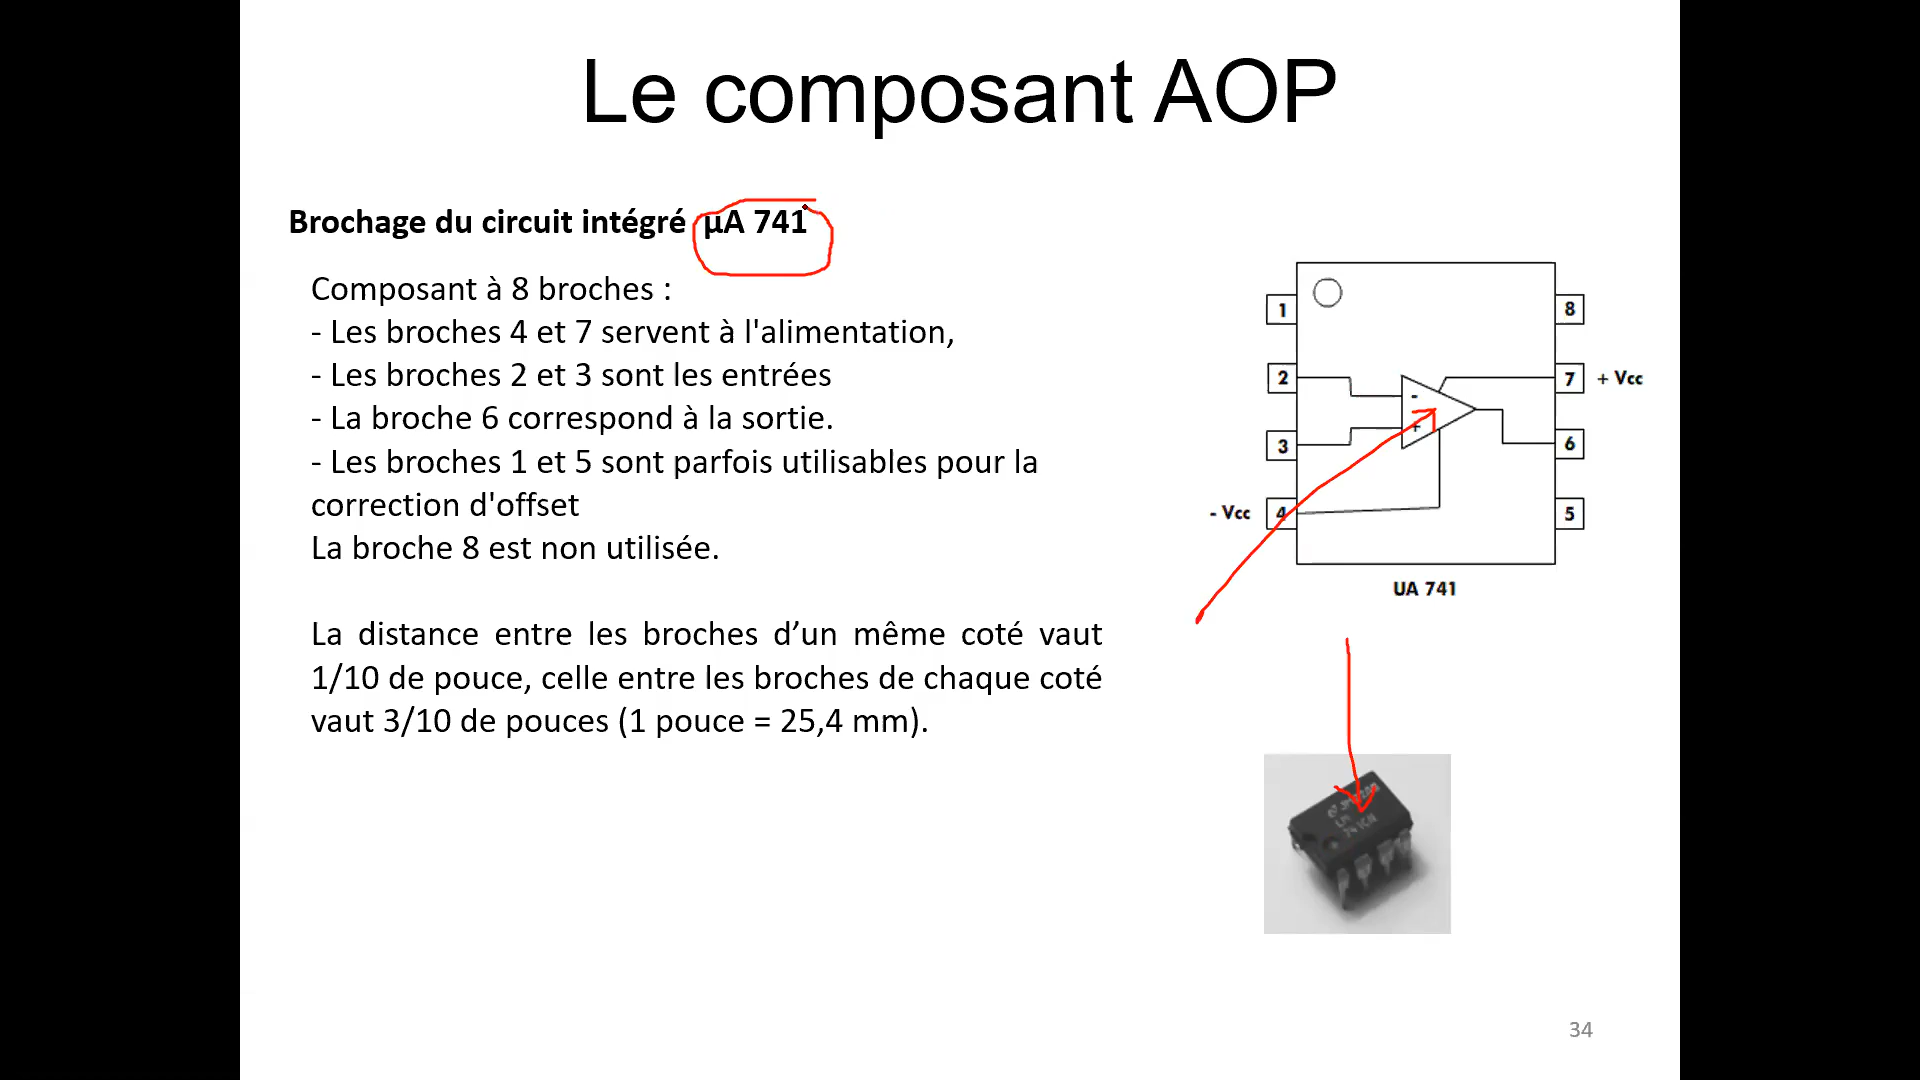 Le composant AOP
Brochage du circuit intégré µA 741
Composant à 8 broches :
- Les broches 4 et 7 servent à l'alimentation,
- Les broches 2 et 3 sont les entrées
- La broche 6 correspond à la sortie.
- Les broches 1 et 5 sont parfois utilisables pour la
correction d'offset
La broche 8 est non utilisée.
La distance entre les broches d’un même coté vaut
1/10 de pouce, celle entre les broches de chaque coté
vaut 3/10 de pouces (1 pouce = 25,4 mm).
1
8
2
-
7 + Vcc
3
+
6
- Vcc 4
5
UA 741
34